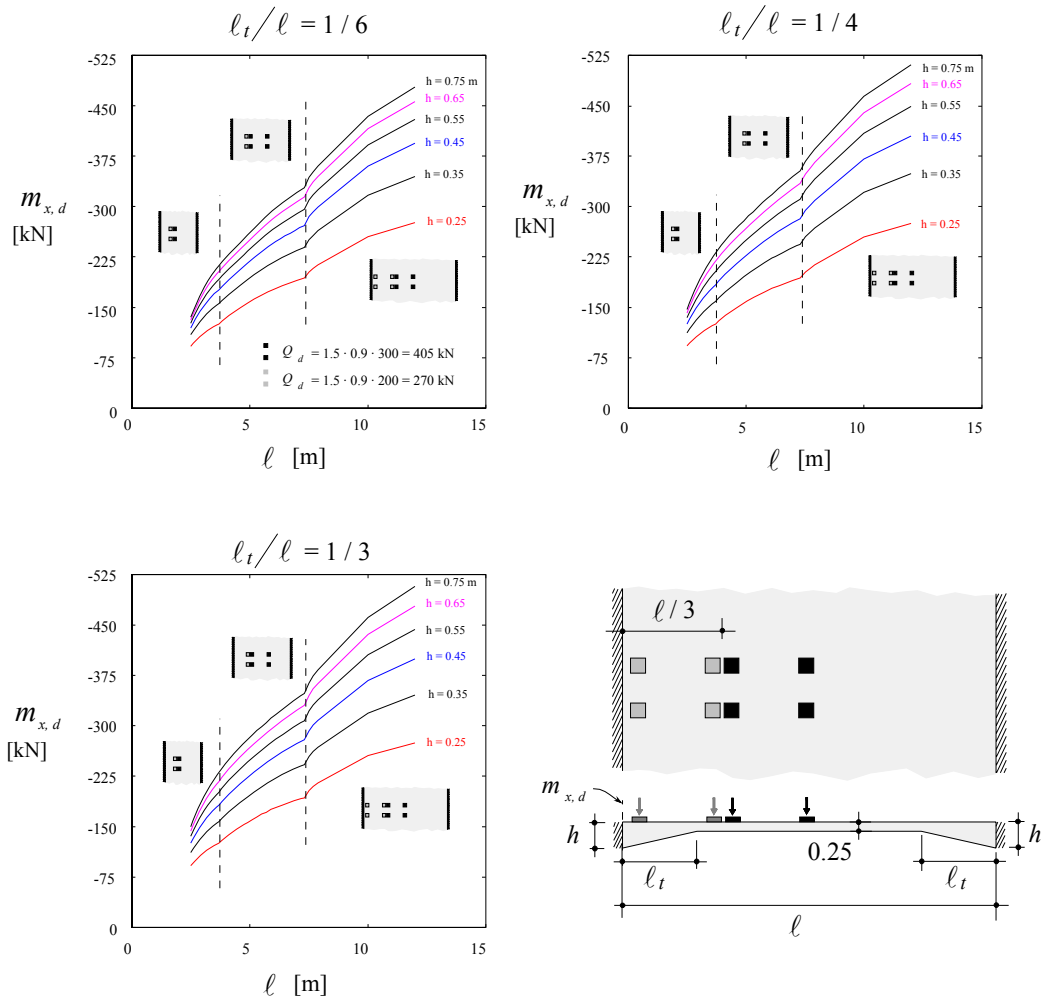 ℓt/ℓ = 1 / 6
-525
-450
-375
-300
-225
-150
-75
0
mx, d
[kN]
h = 0.75 m
h = 0.65
h = 0.55
h = 0.45
h = 0.35
h = 0.25
Q d = 1.5 · 0.9 · 300 = 405 kN
Q d = 1.5 · 0.9 · 200 = 270 kN
0 5 10 15
ℓ [m]
ℓt/ℓ = 1 / 4
-525
-450
-375
-300
-225
-150
-75
0
mx, d
[kN]
h = 0.75 m
h = 0.65
h = 0.55
h = 0.45
h = 0.35
h = 0.25
0 5 10 15
ℓ [m]
ℓt/ℓ = 1 / 3
-525
-450
-375
-300
-225
-150
-75
0
mx, d
[kN]
h = 0.75 m
h = 0.65
h = 0.55
h = 0.45
h = 0.35
h = 0.25
0 5 10 15
ℓ [m]
ℓ / 3
mx, d
h
h
0.25
ℓt
ℓt
ℓ